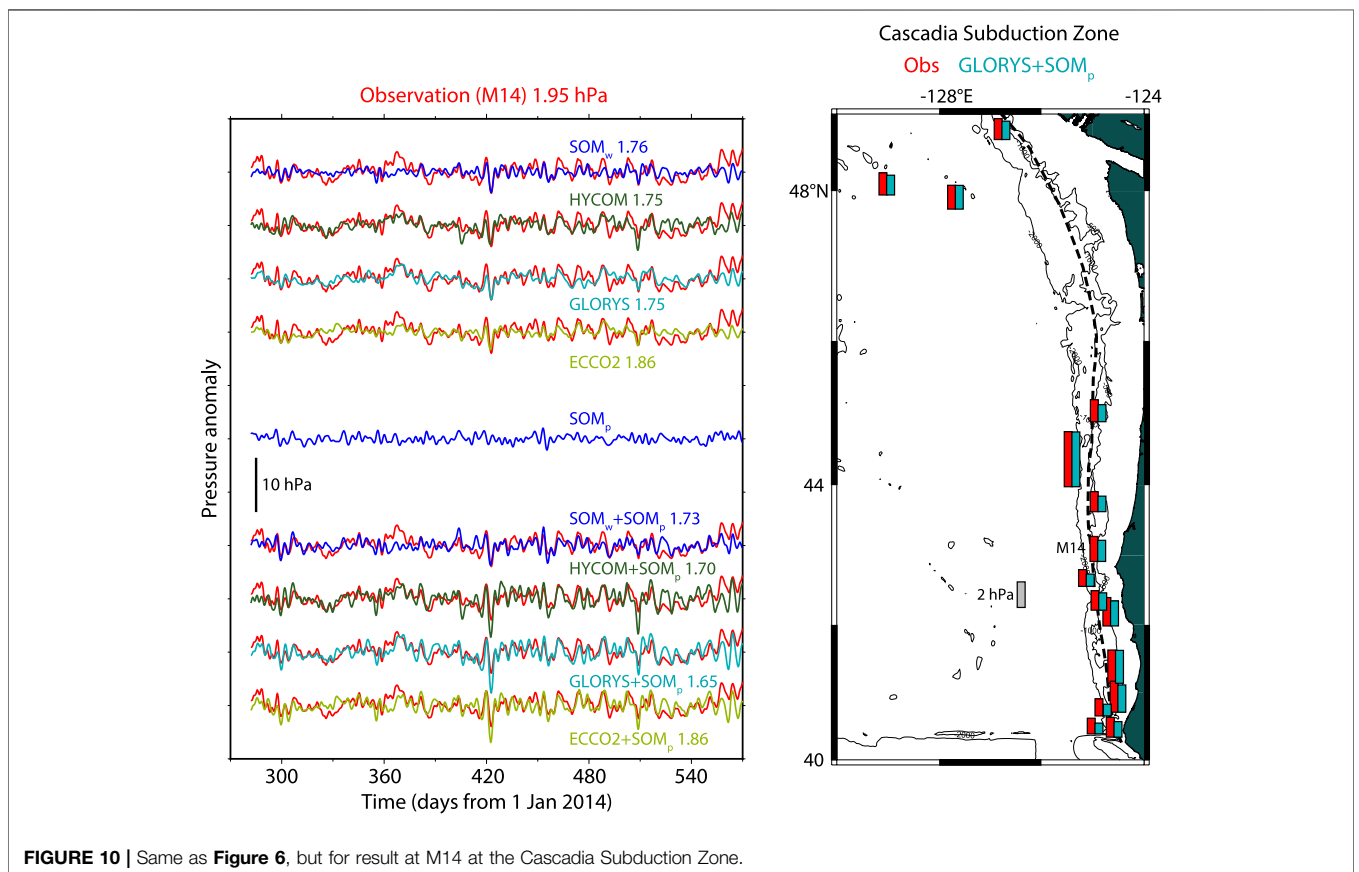 Cascadia Subduction Zone
Obs GLORYS+SOMp
-128°E -124
Observation (M14) 1.95 hPa
SOMw 1.76
HYCOM 1.75
GLORYS 1.75
ECCO2 1.86
SOMp
10 hPa
SOMw+SOMp 1.73
HYCOM+SOMp 1.70
GLORYS+SOMp 1.65
ECCO2+SOMp 1.86
Pressure anomaly
300 360 420 480 540
Time (days from 1 Jan 2014)
48°N
44
M14
2 hPa
40
FIGURE 10 | Same as Figure 6, but for result at M14 at the Cascadia Subduction Zone.